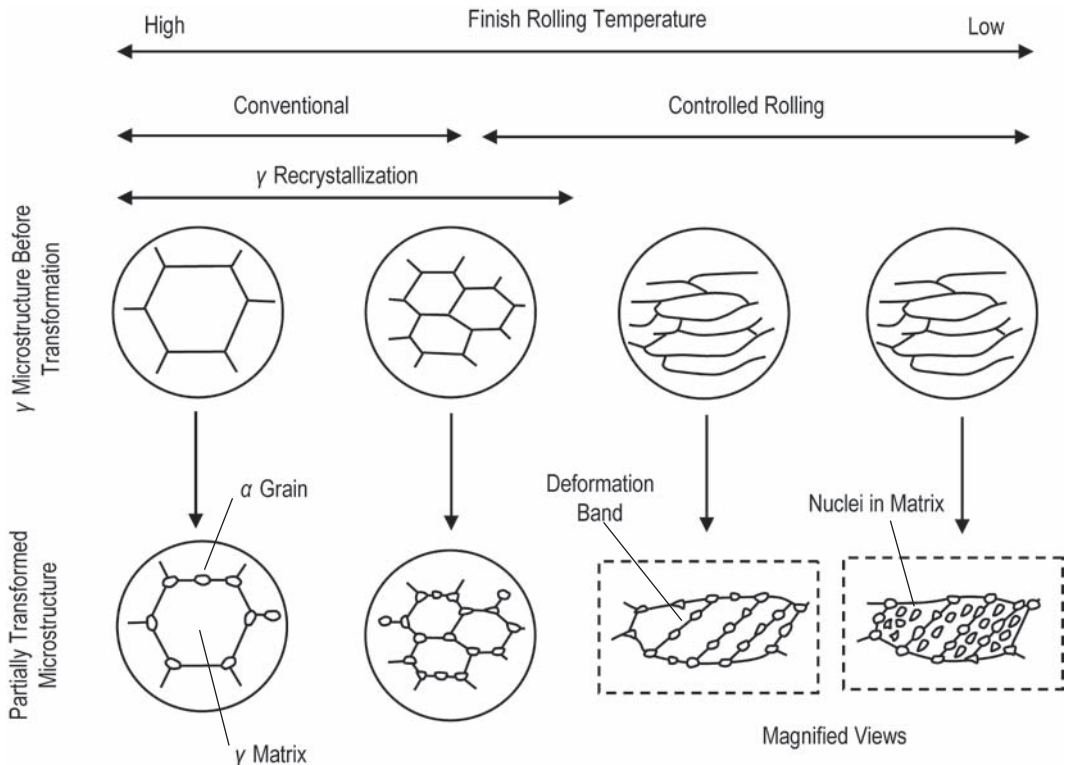 Finish Rolling Temperature
High
Low
Conventional
Controlled Rolling
γ Recrystallization
γ Microstructure Before
Transformation
α Grain
Deformation
Band
Nuclei in Matrix
Partially Transformed
Microstructure
γ Matrix
Magnified Views